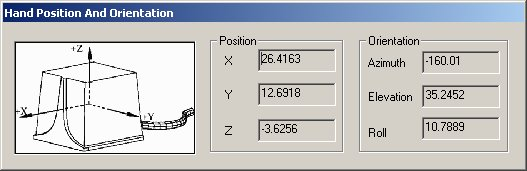 Hand Position And Orientation
+Z
+X
+Y
Position
X 26.4163
Y 12.6918
Z -3.6256
Orientation
Azimuth -160.01
Elevation 35.2452
Roll 10.7889